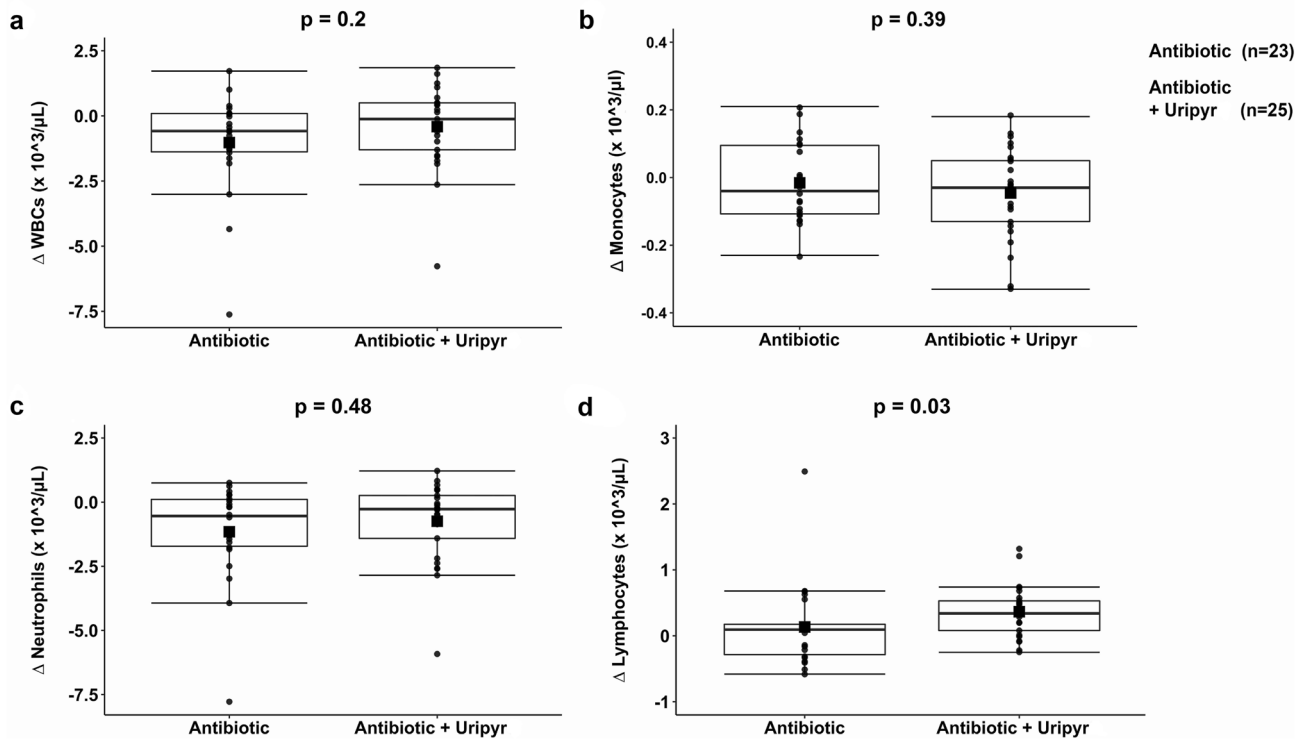 a
p = 0.2
2.5
0.0
-2.5
-5.0
-7.5
Δ WBCs (x 10^3/µL)
Antibiotic
Antibiotic + Uripyr
b
p = 0.39
0.4
0.2
0.0
-0.2
-0.4
Δ Monocytes (x 10^3/µl)
Antibiotic
Antibiotic + Uripyr
Antibiotic (n=23)
Antibiotic
+ Uripyr (n=25)
c
p = 0.48
2.5
0.0
-2.5
-5.0
-7.5
Δ Neutrophils (x 10^3/µL)
Antibiotic
Antibiotic + Uripyr
d
p = 0.03
3
2
1
0
-1
Δ Lymphocytes (x 10^3/µL)
Antibiotic
Antibiotic + Uripyr